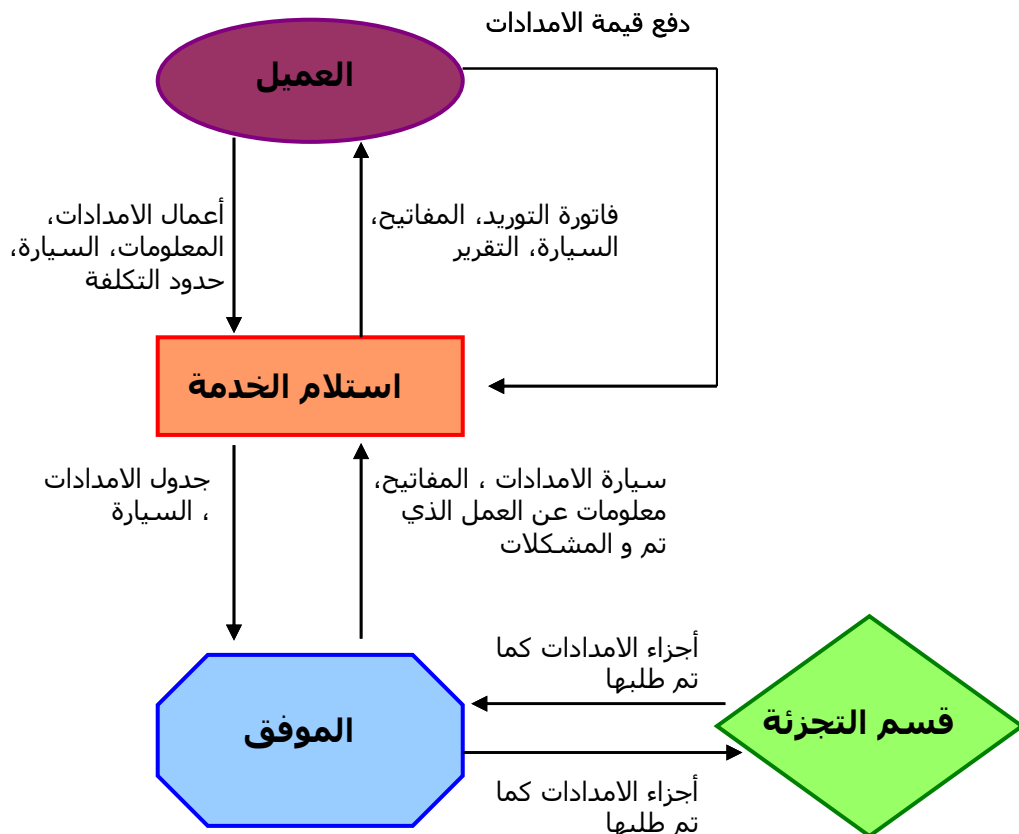 دفع قيمة الامدادات
العميل
أعمال الامدادات،
المعلومات، السيارة،
حدود التكلفة
فاتورة التوريد، المفاتيح،
السيارة، التقرير
استلام الخدمة
جدول الامدادات
، السيارة
سيارة الامدادات ، المفاتيح،
معلومات عن العمل الذي
تم و المشكلات
أجزاء الامدادات كما
تم طلبها
الموفق
قسم التجزئة
أجزاء الامدادات كما
تم طلبها